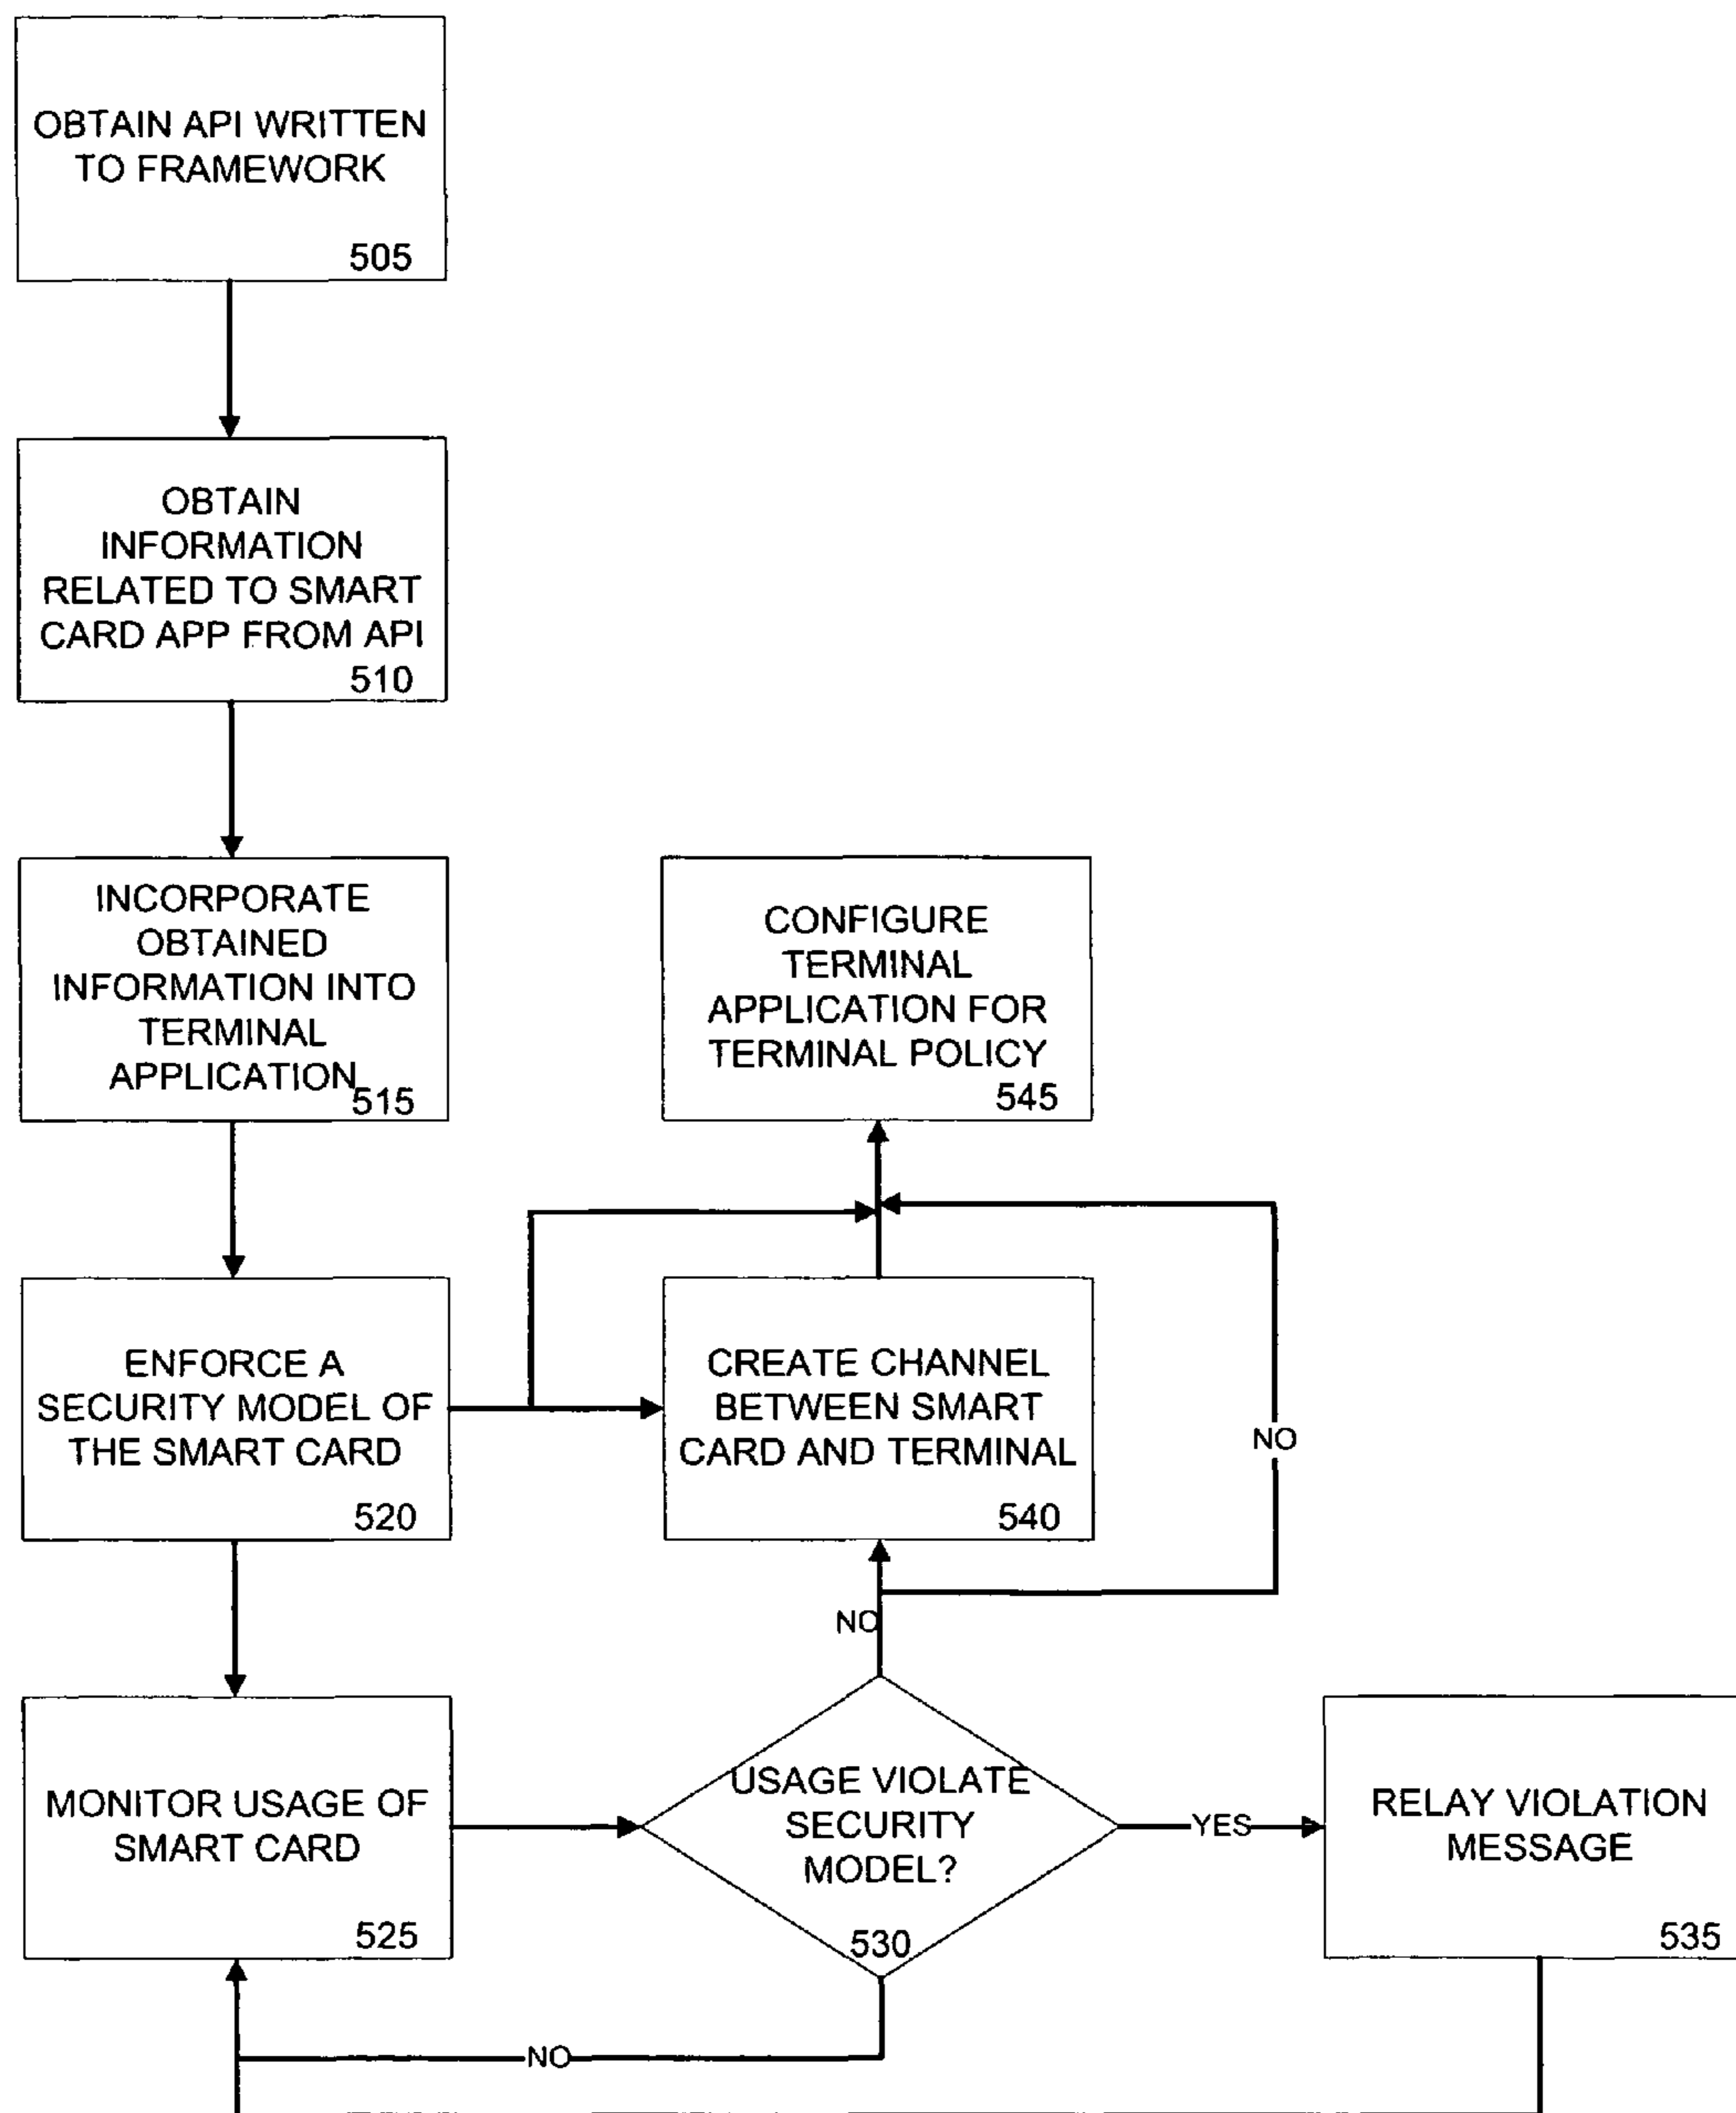 OBTAIN API WRITTEN
TO FRAMEWORK
505
OBTAIN
INFORMATION
RELATED TO SMART
CARD APP FROM API
510
INCORPORATE
OBTAINED
INFORMATION INTO
TERMINAL
APPLICATION
515
CONFIGURE
TERMINAL
APPLICATION FOR
TERMINAL POLICY
545
ENFORCE A
SECURITY MODEL OF
THE SMART CARD
520
CREATE CHANNEL
BETWEEN SMART
CARD AND TERMINAL
540
NO
NO
MONITOR USAGE OF
SMART CARD
525
USAGE VIOLATE
SECURITY
MODEL?
530
YES
RELAY VIOLATION
MESSAGE
535
NO